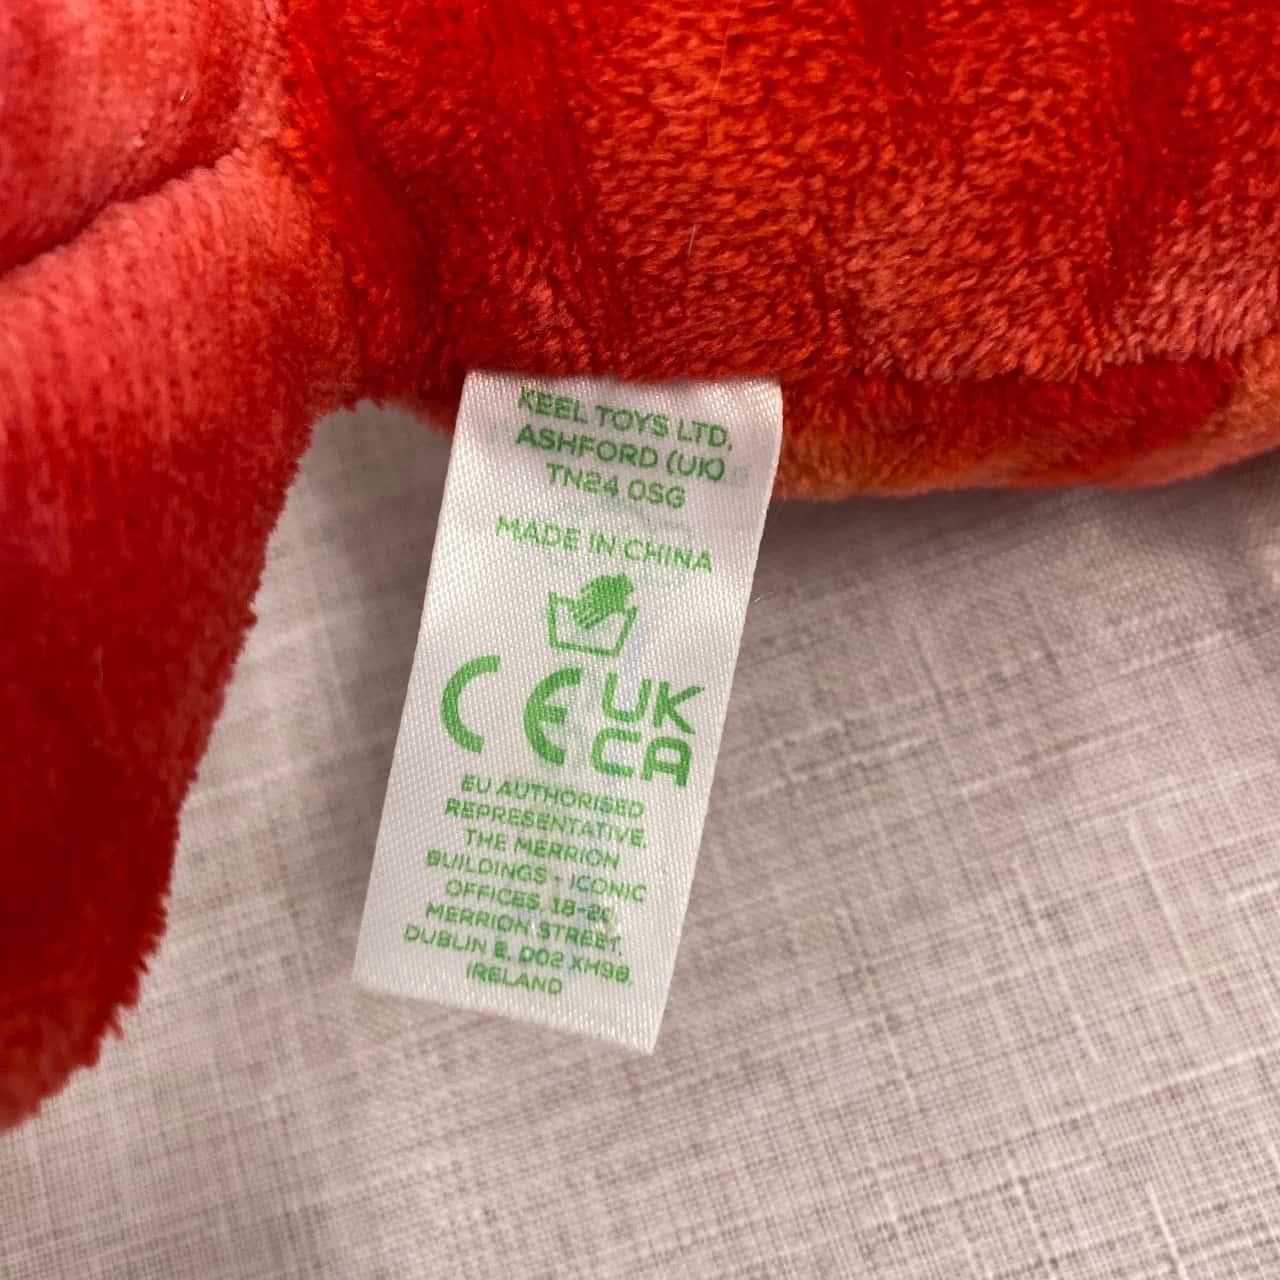 KEEL TOYS LTD.
ASHFORD (UK)
TN24 0SG
MADE IN CHINA
CE UK
CA
EU AUTHORISED
REPRESENTATIVE,
THE MERRION
BUILDINGS - ICONIC
OFFICES, 18-20,
MERRION STREET,
DUBLIN 2, D02 XH98,
IRELAND